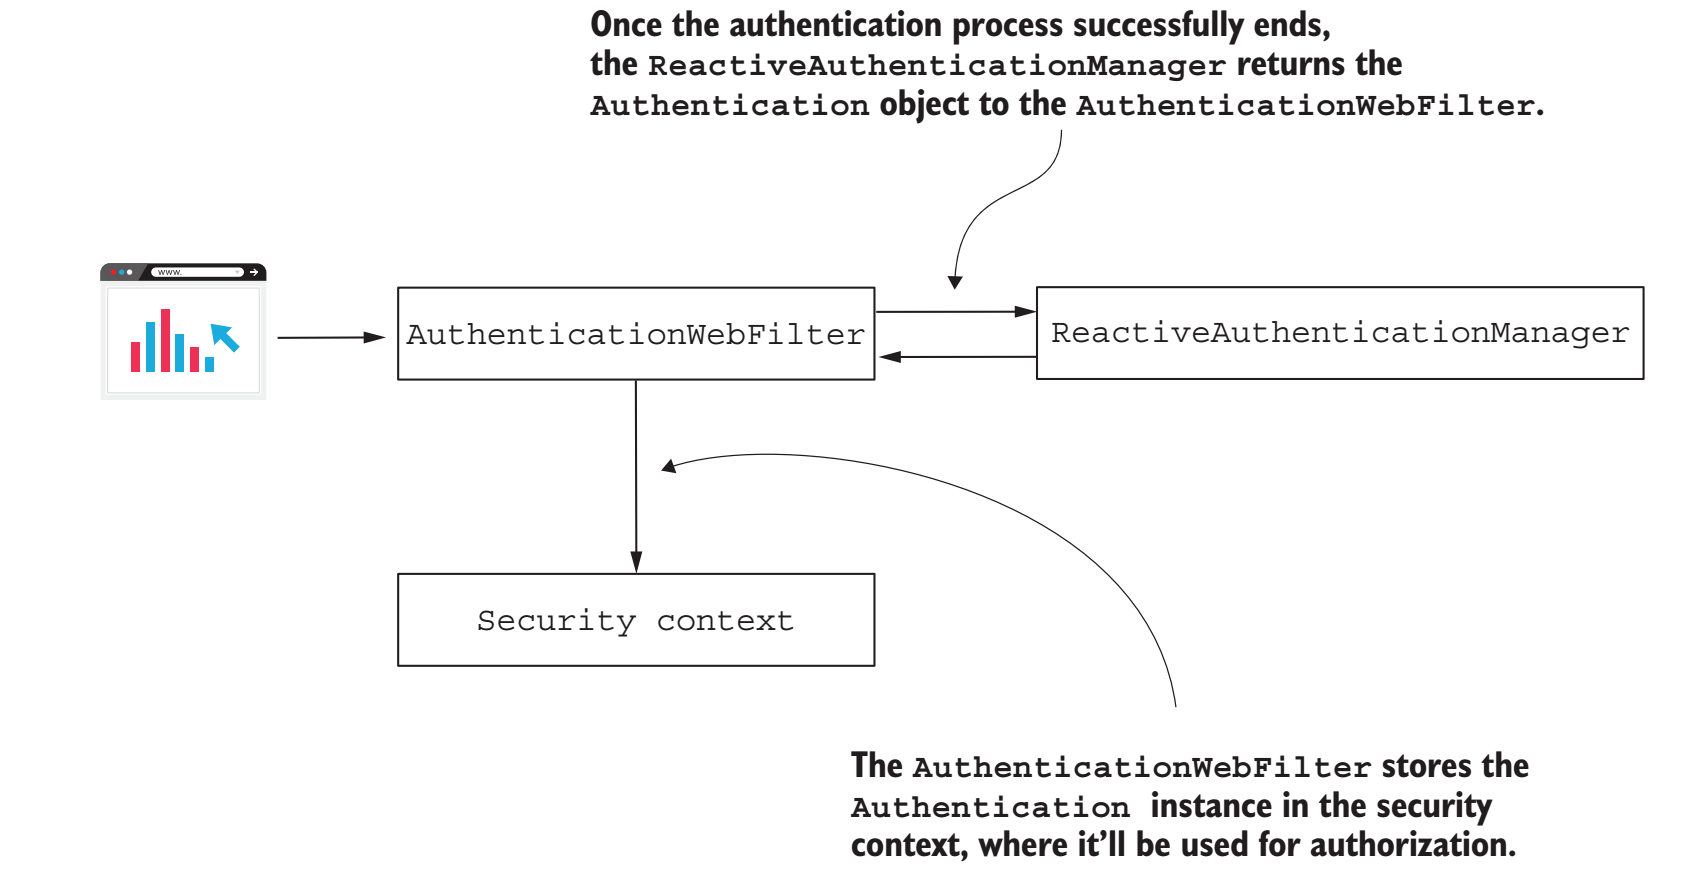 Once the authentication process successfully ends,
the ReactiveAuthenticationManager returns the
Authentication object to the AuthenticationWebFilter.
www.
AuthenticationWebFilter
ReactiveAuthenticationManager
Security context
The AuthenticationWebFilter stores the
Authentication instance in the security
context, where it’ll be used for authorization.